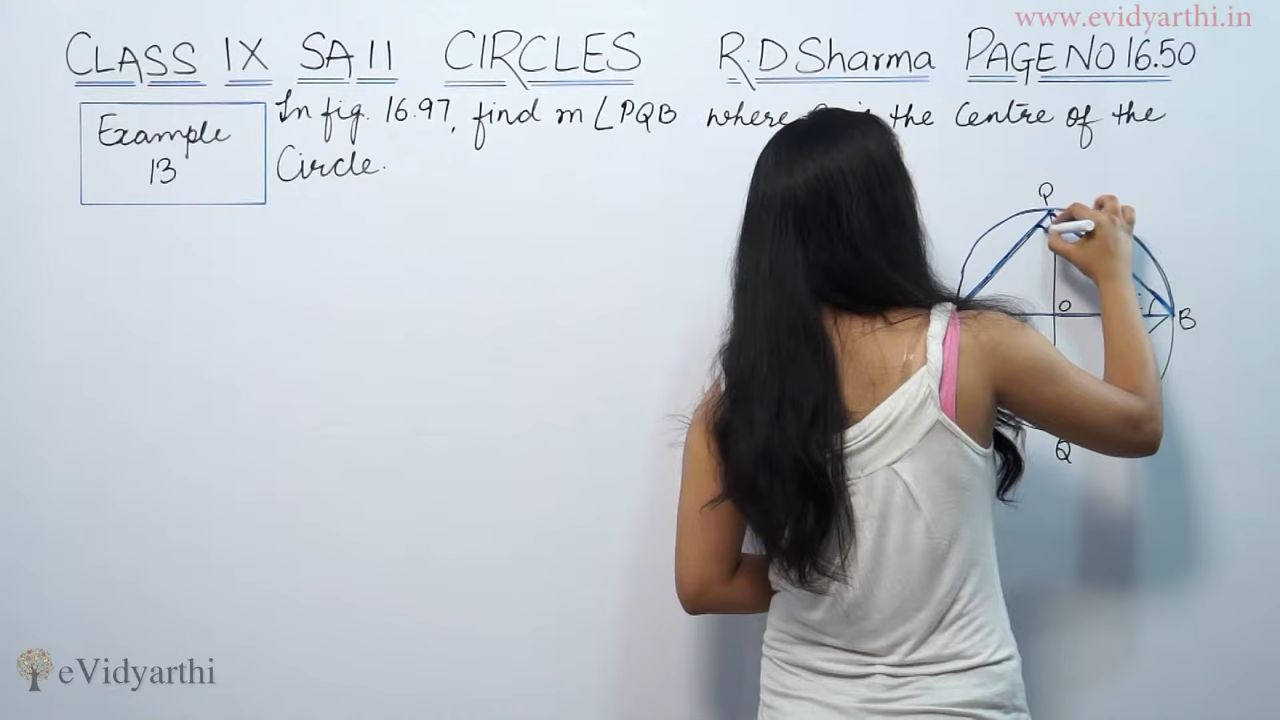 www.evidyarthi.in
CLASS IX SA II CIRCLES R.D Sharma PAGE NO 16.50
Example 13
In fig. 16.97, find m∠PQB where is the Centre of the
Circle.
P
O
B
Q
eVidyarthi